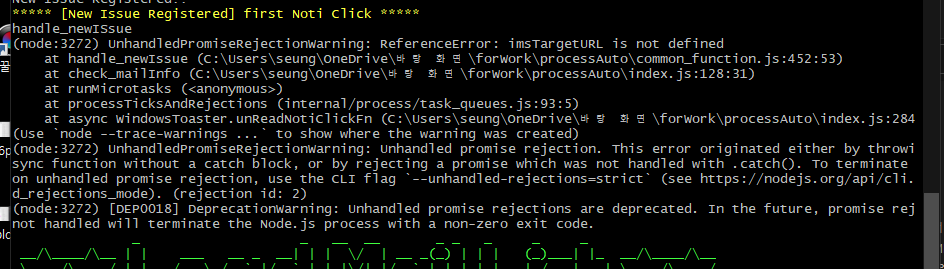 ***** [New Issue Registered] first Noti Click *****
handle_newISsue
(node:3272) UnhandledPromiseRejectionWarning: ReferenceError: imsTargetURL is not defined
at handle_newIssue (C:\Users\seung\OneDrive\바탕 화면\forWork\processAuto\common_function.js:452:53)
at check_mailInfo (C:\Users\seung\OneDrive\바탕 화면\forWork\processAuto\index.js:128:31)
at runMicrotasks (<anonymous>)
at processTicksAndRejections (internal/process/task_queues.js:93:5)
at async WindowsToaster.unReadNotiClickFn (C:\Users\seung\OneDrive\바탕 화면\forWork\processAuto\index.js:284
(Use `node --trace-warnings ...` to show where the warning was created)
(node:3272) UnhandledPromiseRejectionWarning: Unhandled promise rejection. This error originated either by throwi
sync function without a catch block, or by rejecting a promise which was not handled with .catch(). To terminate
on unhandled promise rejection, use the CLI flag `--unhandled-rejections=strict` (see https://nodejs.org/api/cli.
d_rejections_mode). (rejection id: 2)
(node:3272) [DEP0018] DeprecationWarning: Unhandled promise rejections are deprecated. In the future, promise rej
not handled will terminate the Node.js process with a non-zero exit code.